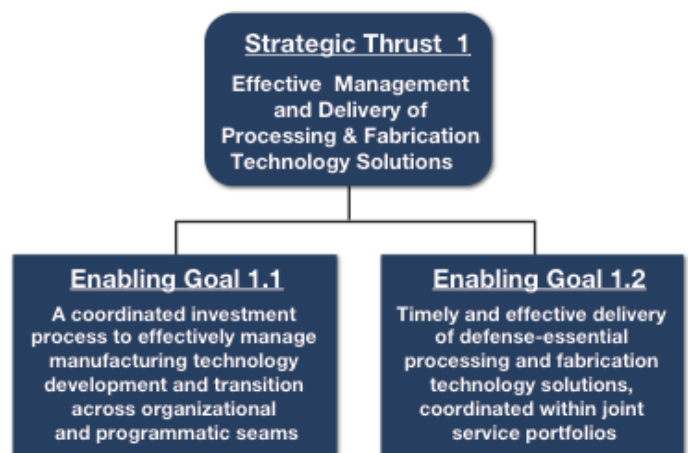 Strategic Thrust 1
Effective Management
and Delivery of
Processing & Fabrication
Technology Solutions
Enabling Goal 1.1
A coordinated investment
process to effectively manage
manufacturing technology
development and transition
across organizational
and programmatic seams
Enabling Goal 1.2
Timely and effective delivery
of defense-essential
processing and fabrication
technology solutions,
coordinated within joint
service portfolios